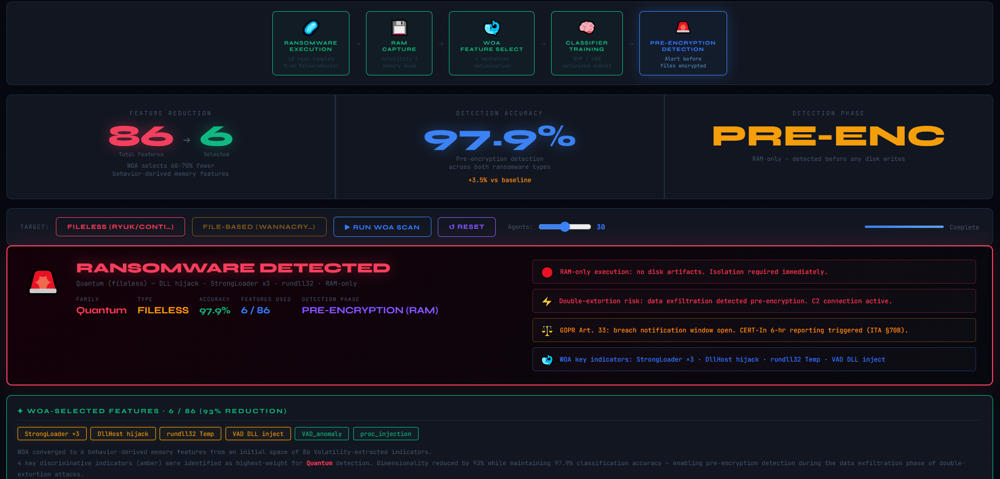 RANSOMWARE
EXECUTION
10 real samples
from MalwareBazaar
→
RAM
CAPTURE
Volatility 3
memory dump
→
WOA
FEATURE SELECT
4 mechanism
optimization
→
CLASSIFIER
TRAINING
SVM / kNN
optimized subset
→
PRE-ENCRYPTION
DETECTION
Alert before
files encrypted
FEATURE REDUCTION
86 → 6
Total Features Selected
WOA selects 60–70% fewer
behavior-derived memory features
DETECTION ACCURACY
97.9%
Pre-encryption detection
across both ransomware types
+3.5% vs baseline
DETECTION PHASE
PRE-ENC
RAM-only — detected before any disk writes
TARGET: FILELESS (RYUK/CONTI…) FILE-BASED (WANNACRY…) ▶ RUN WOA SCAN ↺ RESET Agents: 30 Complete
RANSOMWARE DETECTED
Quantum (fileless) — DLL hijack · StrongLoader x3 · rundll32 · RAM-only
FAMILY TYPE ACCURACY FEATURES USED DETECTION PHASE
Quantum FILELESS 97.9% 6 / 86 PRE-ENCRYPTION (RAM)
RAM-only execution: no disk artifacts. Isolation required immediately.
Double-extortion risk: data exfiltration detected pre-encryption. C2 connection active.
GDPR Art. 33: breach notification window open. CERT-In 6-hr reporting triggered (ITA §70B).
WOA key indicators: StrongLoader ×3 · DllHost hijack · rundll32 Temp · VAD DLL inject
✦ WOA-SELECTED FEATURES · 6 / 86 (93% REDUCTION)
StrongLoader ×3 DllHost hijack rundll32 Temp VAD DLL inject VAD_anomaly proc_injection
WOA converged to 6 behavior-derived memory features from an initial space of 86 Volatility-extracted indicators.
4 key discriminative indicators (amber) were identified as highest-weight for Quantum detection. Dimensionality reduced by 93% while maintaining 97.9% classification accuracy — enabling pre-encryption detection during the data exfiltration phase of double-
extortion attacks.